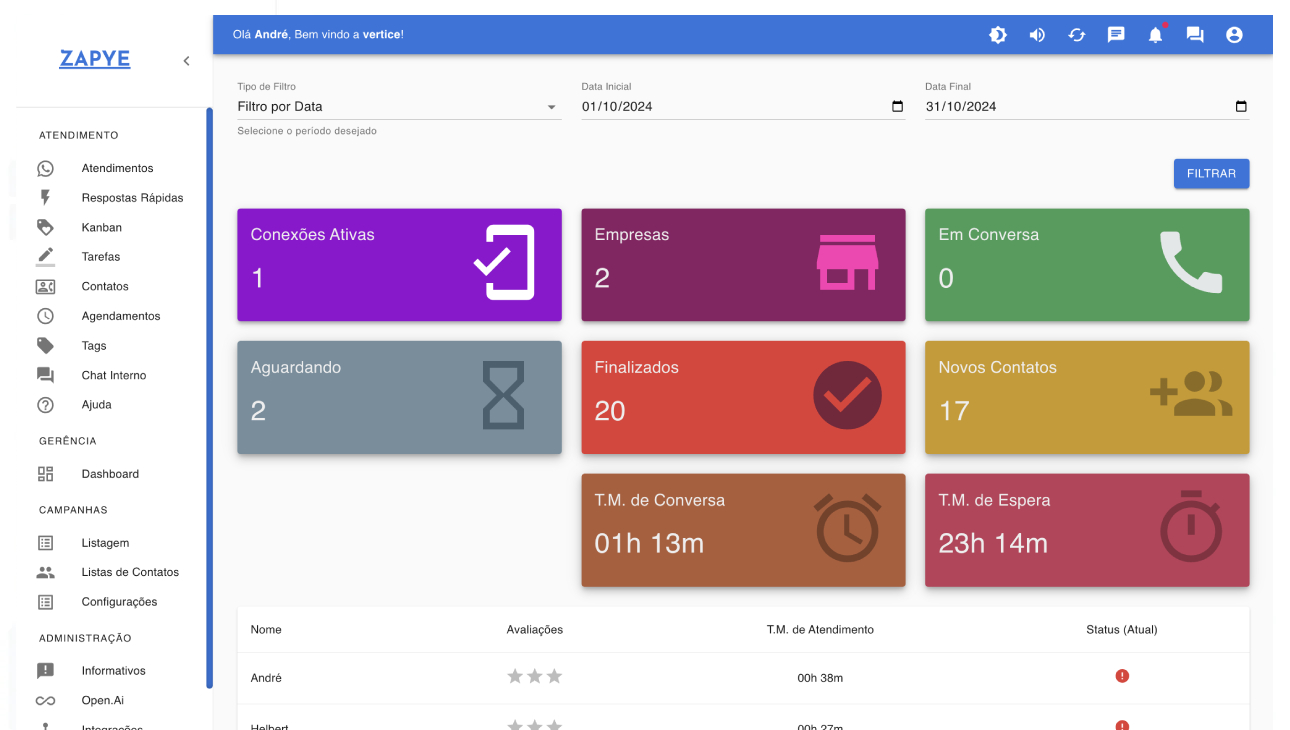 ZAPYE
Olá André, Bem vindo a vertice!
ATENDIMENTO
Atendimentos
Respostas Rápidas
Kanban
Tarefas
Contatos
Agendamentos
Tags
Chat Interno
Ajuda
GERÊNCIA
Dashboard
CAMPANHAS
Listagem
Listas de Contatos
Configurações
ADMINISTRAÇÃO
Informativos
Open.Ai
Integrações
Tipo de Filtro
Filtro por Data
Selecione o período desejado
Data Inicial
01/10/2024
Data Final
31/10/2024
FILTRAR
Conexões Ativas
1
Empresas
2
Em Conversa
0
Aguardando
2
Finalizados
20
Novos Contatos
17
T.M. de Conversa
01h 13m
T.M. de Espera
23h 14m
Nome Avaliações T.M. de Atendimento Status (Atual)
André 00h 38m
Helbert 00h 27m